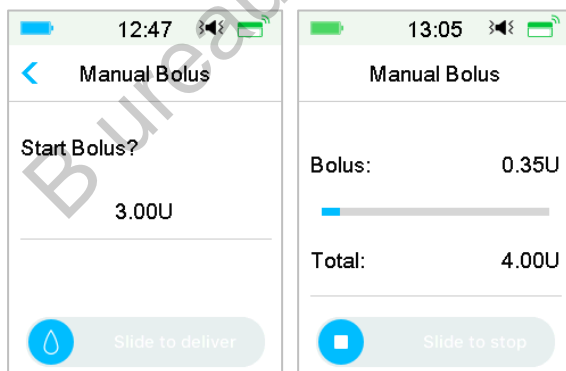 12:47
Manual Bolus
Start Bolus?
3.00U
Slide to deliver
13:05
Manual Bolus
Bolus: 0.35U
Total: 4.00U
Slide to stop
Bureau